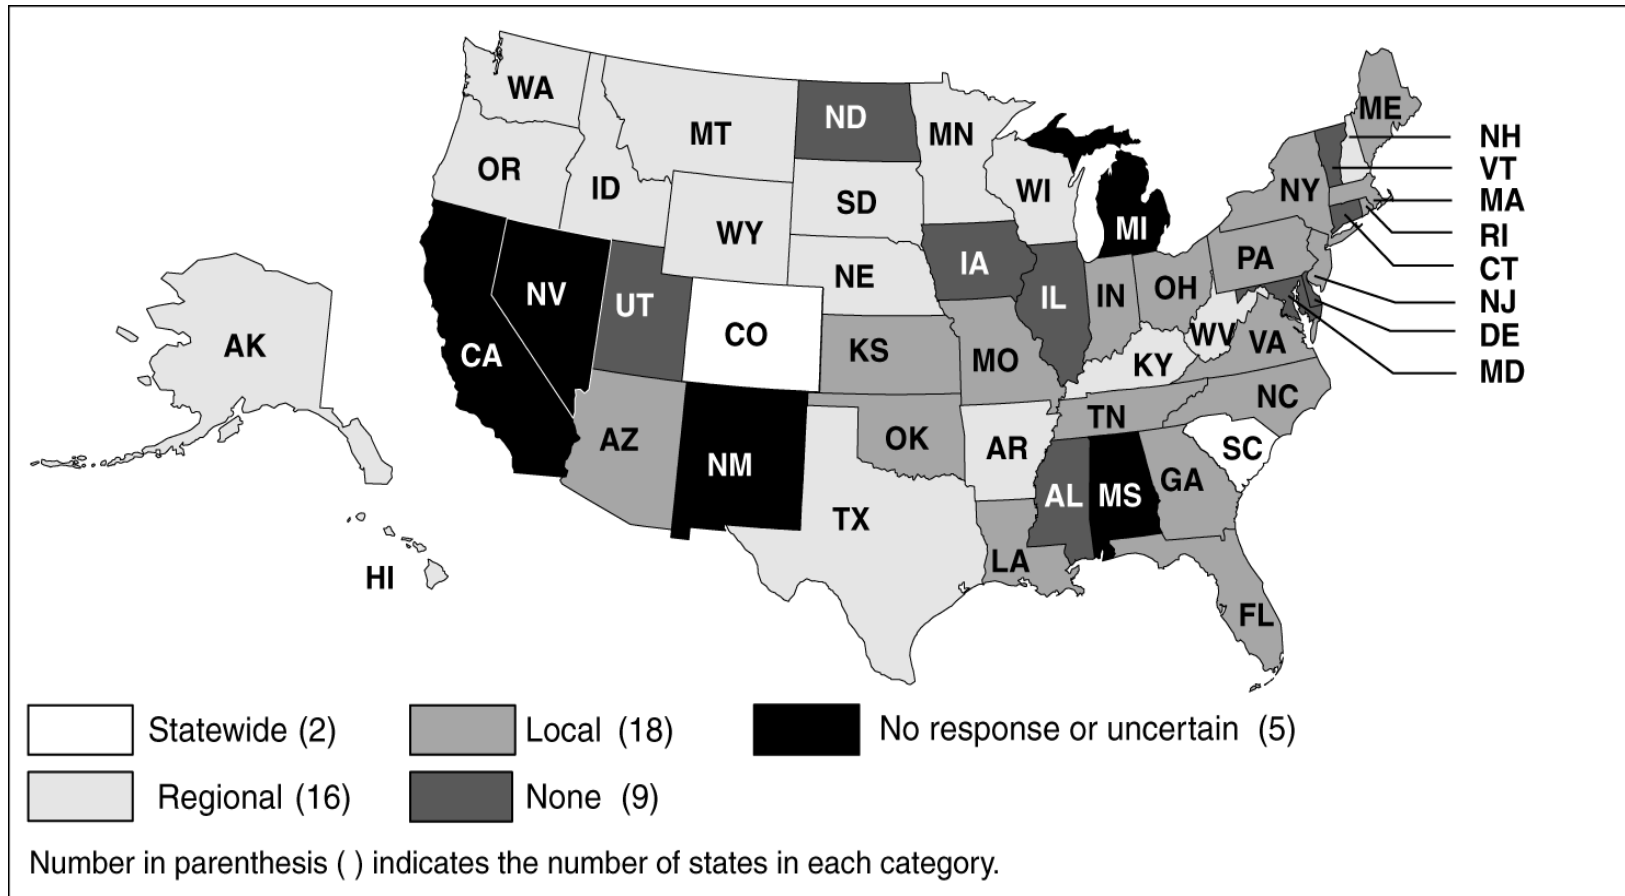 WA
MT
ND
MN
ME
NH
VT
OR
ID
SD
WI
NY
MA
WY
MI
RI
NE
IA
PA
CT
NV
UT
IL
IN
OH
NJ
AK
CO
WV
VA
DE
CA
KS
MO
KY
MD
NC
AZ
OK
TN
NM
AR
SC
TX
AL
MS
GA
LA
HI
FL
Statewide (2)
Local (18)
No response or uncertain (5)
Regional (16)
None (9)
Number in parenthesis ( ) indicates the number of states in each category.